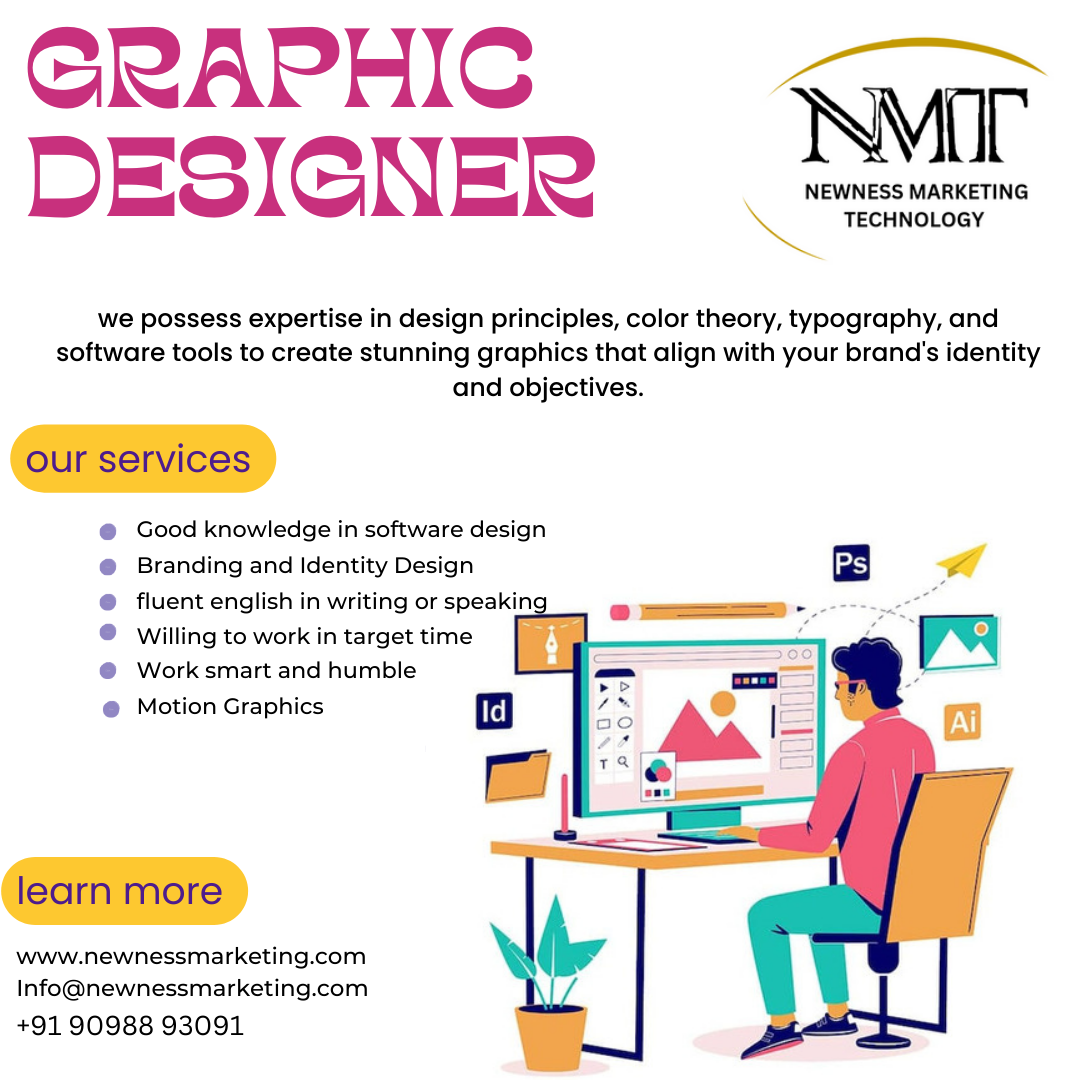 GRAPHIC
DESIGNER
NMT
NEWNESS MARKETING
TECHNOLOGY
we possess expertise in design principles, color theory, typography, and
software tools to create stunning graphics that align with your brand's identity
and objectives.
our services
Good knowledge in software design
Branding and Identity Design
fluent english in writing or speaking
Willing to work in target time
Work smart and humble
Motion Graphics
Ps
Id
Ai
T
learn more
www.newnessmarketing.com
Info@newnessmarketing.com
+91 90988 93091